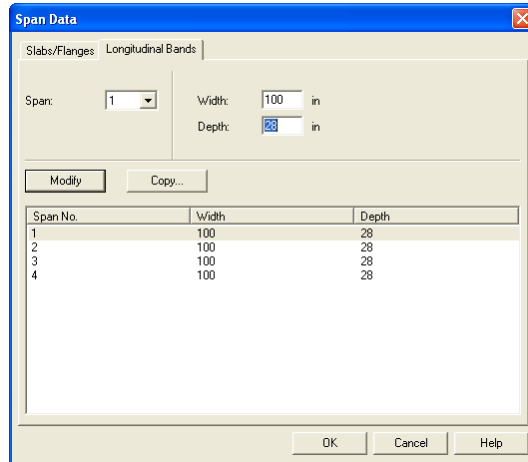 Span Data
Slabs/Flanges Longitudinal Bands
Span: 1 Width: 100 in
Depth: 28 in
Modify Copy...
Span No. Width Depth
1 100 28
2 100 28
3 100 28
4 100 28
OK Cancel Help